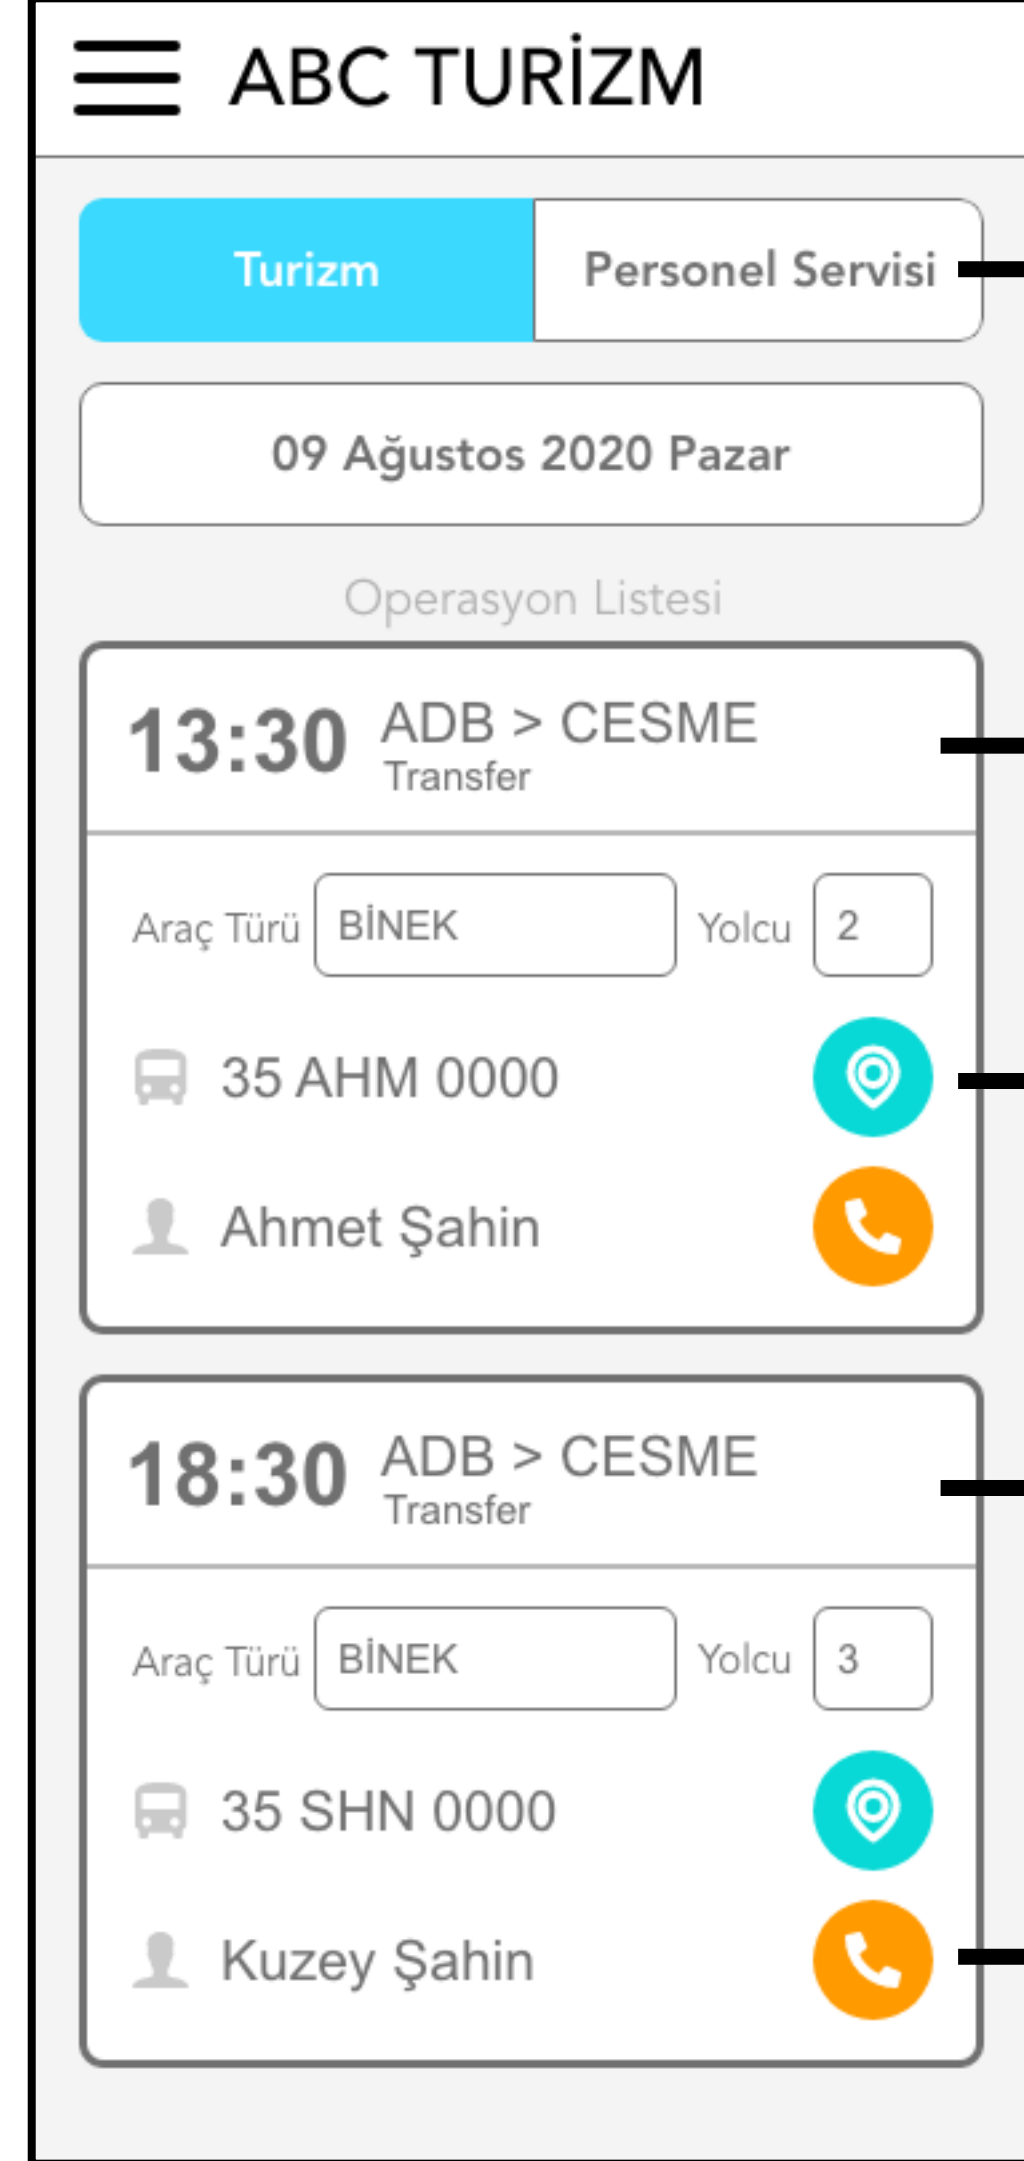 ABC TURİZM
Turizm
Personel Servisi
09 Ağustos 2020 Pazar
Operasyon Listesi
13:30 ADB > CESME
Transfer
Araç Türü BİNEK Yolcu 2
35 AHM 0000
Ahmet Şahin
18:30 ADB > CESME
Transfer
Araç Türü BİNEK Yolcu 3
35 SHN 0000
Kuzey Şahin